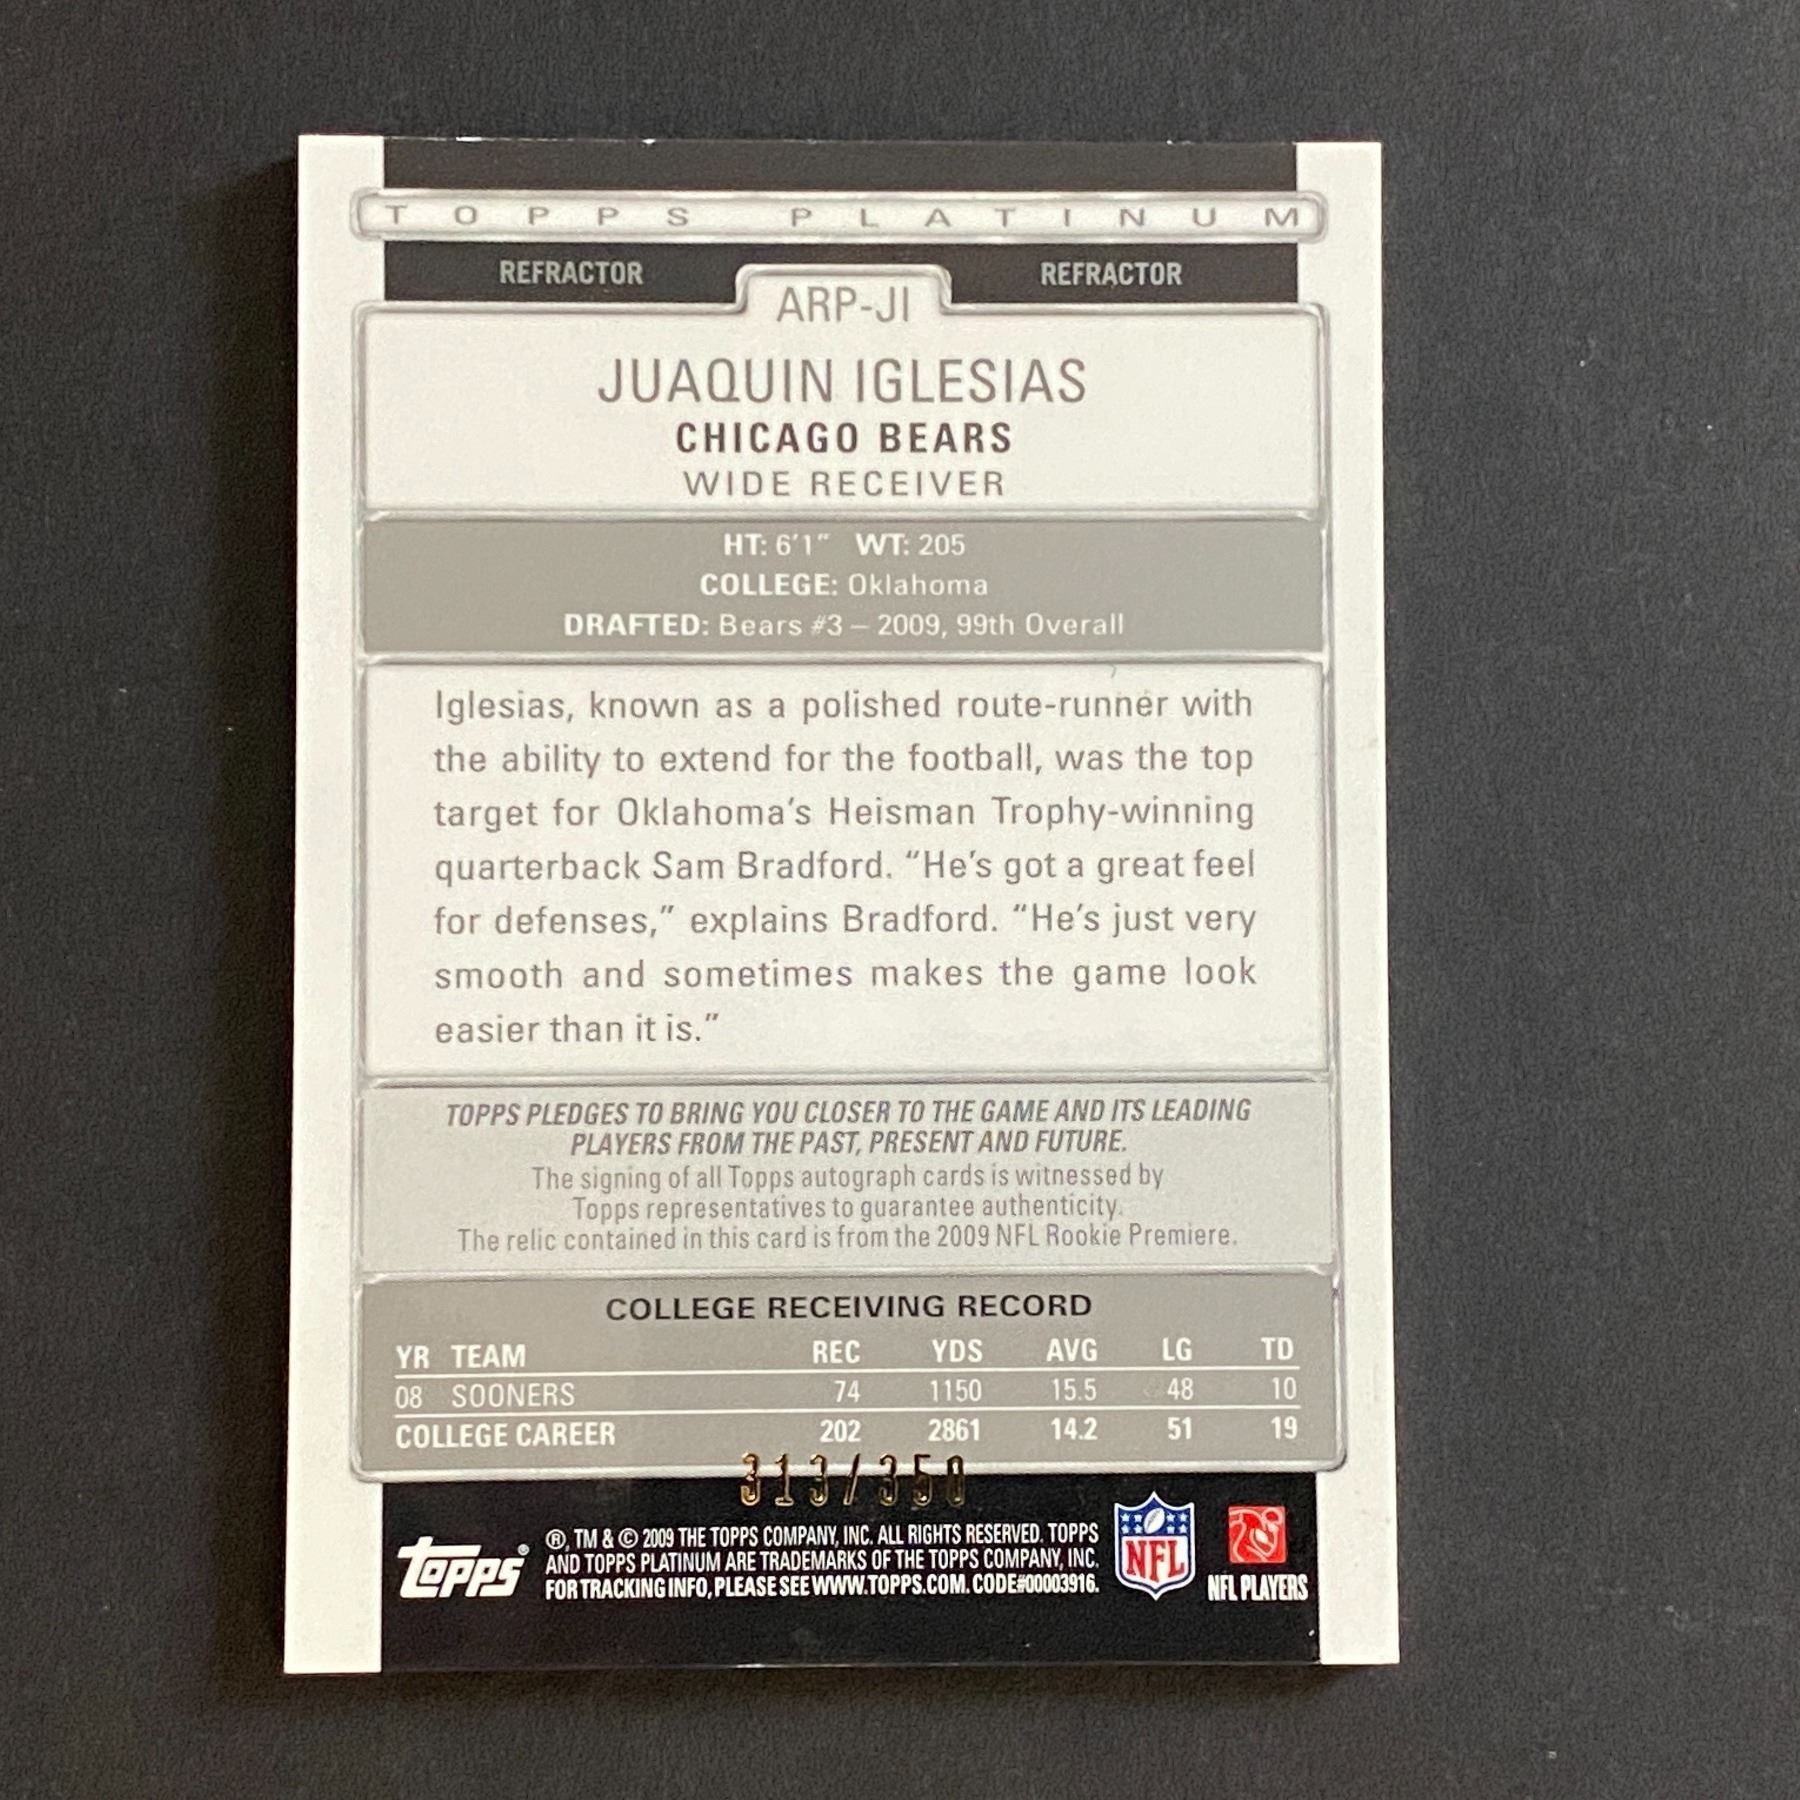 TOPPS PLATINUM
REFRACTOR REFRACTOR
ARP-JI
JUAQUIN IGLESIAS
CHICAGO BEARS
WIDE RECEIVER
HT: 6'1" WT: 205
COLLEGE: Oklahoma
DRAFTED: Bears #3 – 2009, 99th Overall
Iglesias, known as a polished route-runner with
the ability to extend for the football, was the top
target for Oklahoma's Heisman Trophy-winning
quarterback Sam Bradford. "He's got a great feel
for defenses," explains Bradford. "He's just very
smooth and sometimes makes the game look
easier than it is."
TOPPS PLEDGES TO BRING YOU CLOSER TO THE GAME AND ITS LEADING
PLAYERS FROM THE PAST, PRESENT AND FUTURE.
The signing of all Topps autograph cards is witnessed by
Topps representatives to guarantee authenticity.
The relic contained in this card is from the 2009 NFL Rookie Premiere.
COLLEGE RECEIVING RECORD
YR TEAM REC YDS AVG LG TD
08 SOONERS 74 1150 15.5 48 10
COLLEGE CAREER 202 2861 14.2 51 19
313/350
Topps® ®, TM & © 2009 THE TOPPS COMPANY, INC. ALL RIGHTS RESERVED. TOPPS
AND TOPPS PLATINUM ARE TRADEMARKS OF THE TOPPS COMPANY, INC.
FOR TRACKING INFO, PLEASE SEE WWW.TOPPS.COM. CODE#00003916.
NFL
NFL PLAYERS